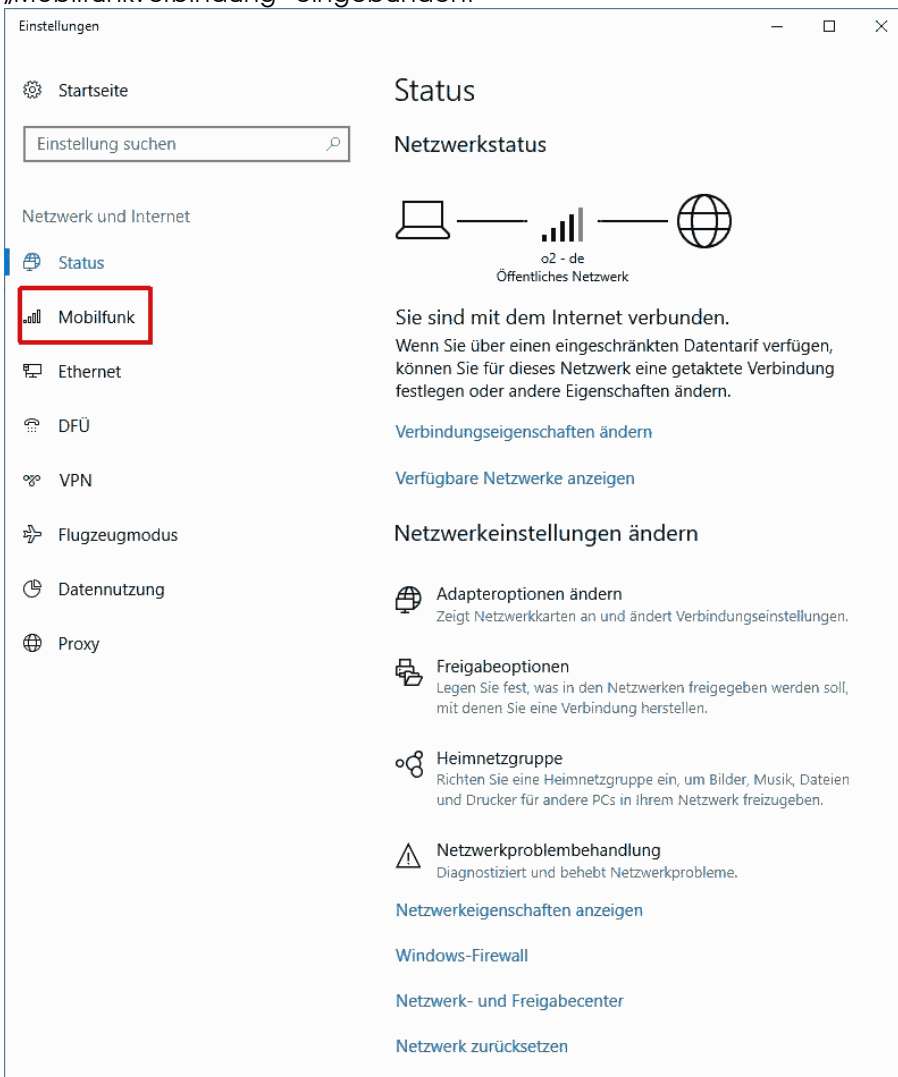 „Mobilfunkverbindung“ eingebunden.
Einstellungen
Startseite
Einstellung suchen
Netzwerk und Internet
Status
Mobilfunk
Ethernet
DFÜ
VPN
Flugzeugmodus
Datennutzung
Proxy
Status
Netzwerkstatus
o2 - de
Öffentliches Netzwerk
Sie sind mit dem Internet verbunden.
Wenn Sie über einen eingeschränkten Datentarif verfügen,
können Sie für dieses Netzwerk eine getaktete Verbindung
festlegen oder andere Eigenschaften ändern.
Verbindungseigenschaften ändern
Verfügbare Netzwerke anzeigen
Netzwerkeinstellungen ändern
Adapteroptionen ändern
Zeigt Netzwerkkarten an und ändert Verbindungseinstellungen.
Freigabeoptionen
Legen Sie fest, was in den Netzwerken freigegeben werden soll,
mit denen Sie eine Verbindung herstellen.
Heimnetzgruppe
Richten Sie eine Heimnetzgruppe ein, um Bilder, Musik, Dateien
und Drucker für andere PCs in Ihrem Netzwerk freizugeben.
Netzwerkproblembehandlung
Diagnostiziert und behebt Netzwerkprobleme.
Netzwerkeigenschaften anzeigen
Windows-Firewall
Netzwerk- und Freigabecenter
Netzwerk zurücksetzen